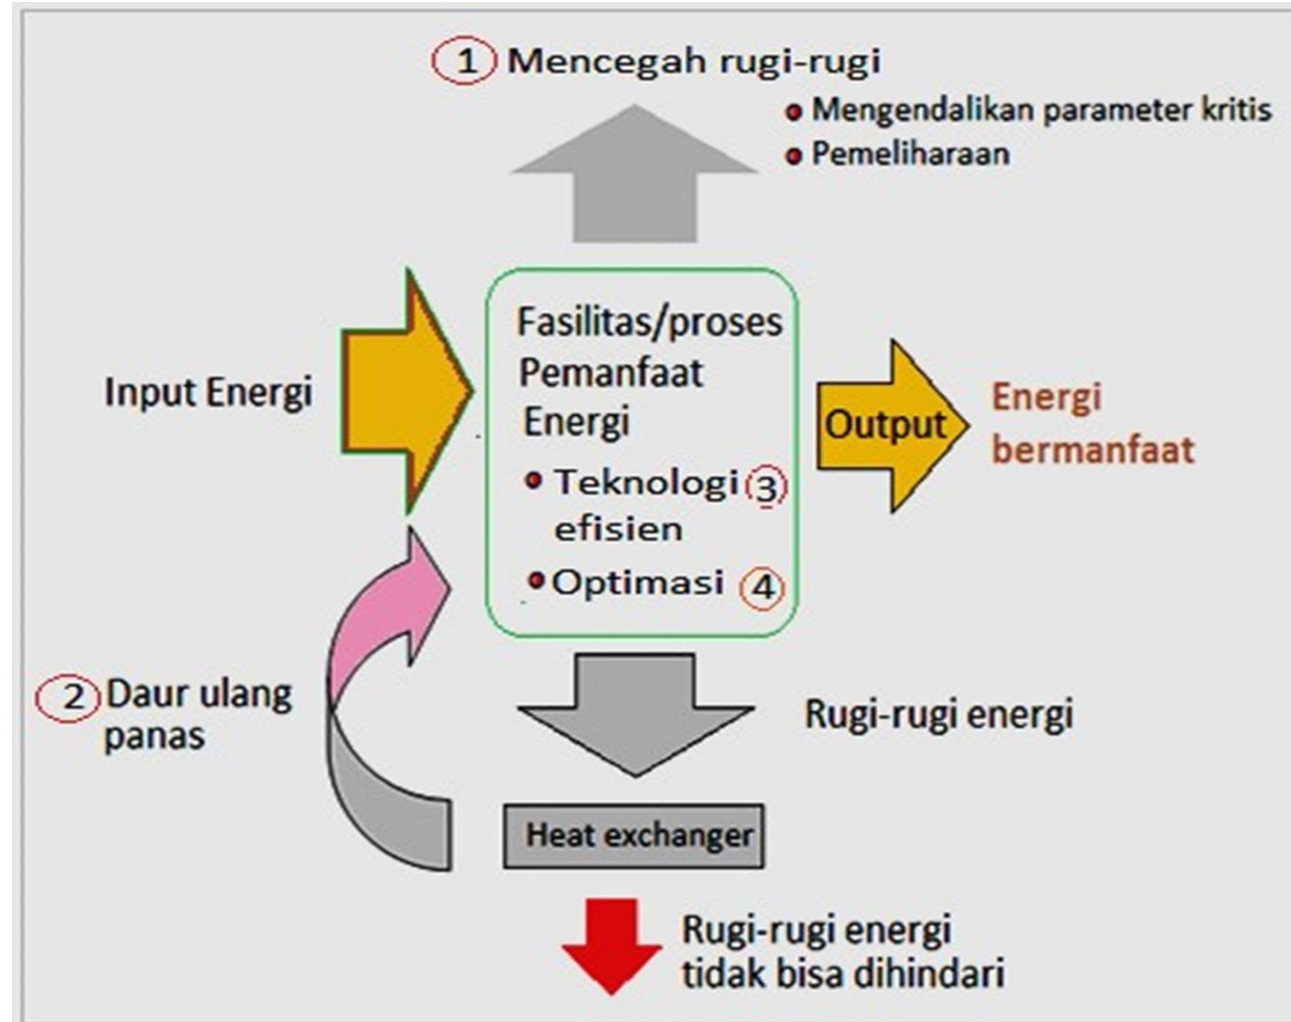 1 Mencegah rugi-rugi
Mengendalikan parameter kritis
Pemeliharaan
Input Energi
Fasilitas/proses
Pemanfaat
Energi
Teknologi 3
efisien
Optimasi 4
Output
Energi
bermanfaat
2 Daur ulang
panas
Rugi-rugi energi
Heat exchanger
Rugi-rugi energi
tidak bisa dihindari